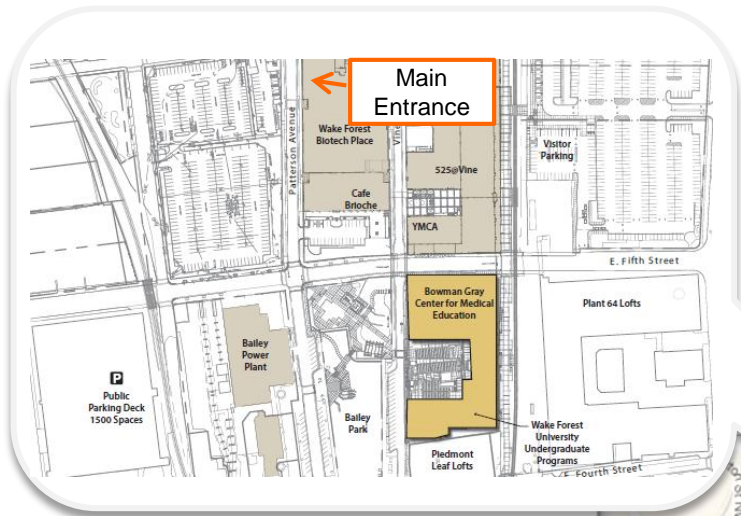 Main
Entrance
Wake Forest
Biotech Place
Patterson Avenue
Vine
Visitor
Parking
525@Vine
Cafe
Brioche
YMCA
E. Fifth Street
Bowman Gray
Center for Medical
Education
Plant 64 Lofts
Bailey
Power
Plant
P
Public
Parking Deck
1500 Spaces
Bailey
Park
Wake Forest
University
Undergraduate
Programs
Piedmont
Leaf Lofts
E. Fourth Street